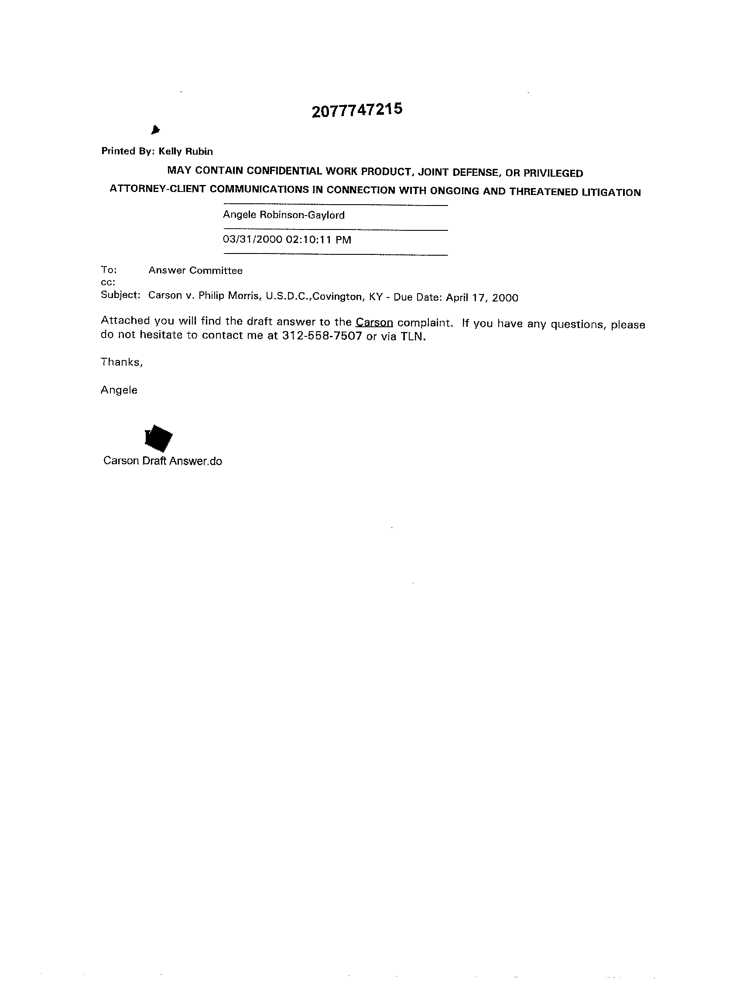 2077747215
Printed By: Kelly Rubin
MAY CONTAIN CONFIDENTIAL WORK PRODUCT, JOINT DEFENSE, OR PRIVILEGED
ATTORNEY-CLIENT COMMUNICATIONS IN CONNECTION WITH ONGOING AND THREATENED LITIGATION
Angele Robinson-Gaylord
03/31/2000 02:10:11 PM
To: Answer Committee
cc:
Subject: Carson v. Philip Morris, U.S.D.C.,Covington, KY - Due Date: April 17, 2000
Attached you will find the draft answer to the Carson complaint. If you have any questions, please
do not hesitate to contact me at 312-558-7507 or via TLN.
Thanks,
Angele
Carson Draft Answer.do